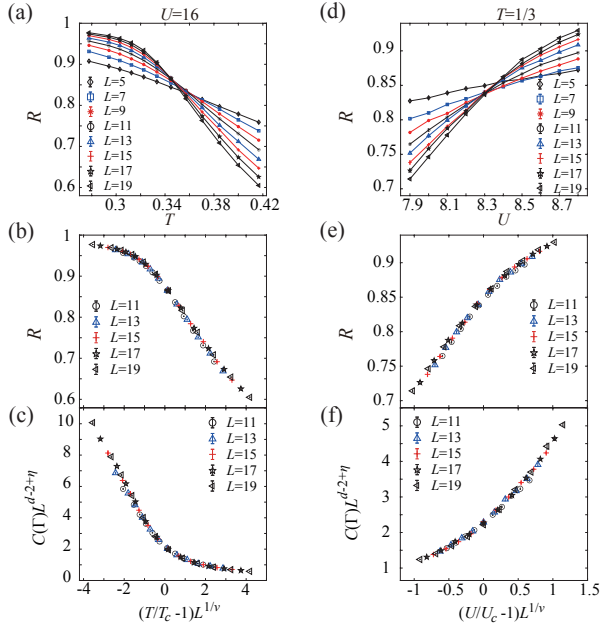 (a)
U=16
1
0.9
0.8
0.7
0.6
R
L=5
L=7
L=9
L=11
L=13
L=15
L=17
L=19
0.3
0.34
0.38
0.42
T
(d)
T=1/3
0.9
0.85
0.8
0.75
0.7
R
L=5
L=7
L=9
L=11
L=13
L=15
L=17
L=19
7.9
8.1
8.3
8.5
8.7
U
(b)
1
0.9
0.8
0.7
0.6
R
L=11
L=13
L=15
L=17
L=19
(e)
1
0.9
0.8
0.7
R
L=11
L=13
L=15
L=17
L=19
(c)
10
8
6
4
2
0
C(Γ)L^{d-2+η}
L=11
L=13
L=15
L=17
L=19
-4
-2
0
2
4
(T/T_c -1)L^{1/ν}
(f)
5
4
3
2
1
C(Γ)L^{d-2+η}
L=11
L=13
L=15
L=17
L=19
-1
-0.5
0
0.5
1
1.5
(U/U_c -1)L^{1/ν}